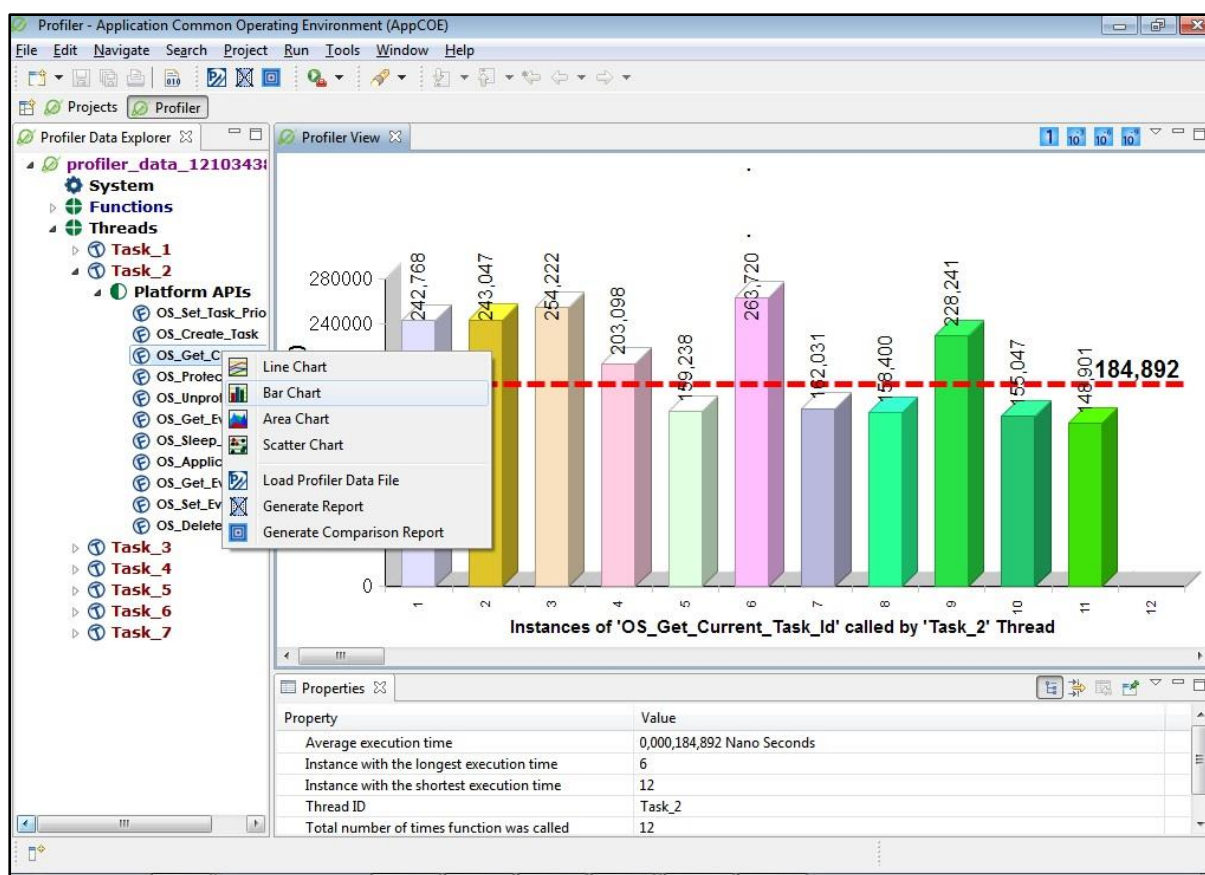 Profiler - Application Common Operating Environment (AppCOE)
File Edit Navigate Search Project Run Tools Window Help
Projects Profiler
Profiler Data Explorer
profiler_data_12103438
System
Functions
Threads
Task_1
Task_2
Platform APIs
OS_Set_Task_Prio
OS_Create_Task
OS_Get_C
OS_Protec
OS_Unprot
OS_Get_Ev
OS_Sleep_
OS_Applic
OS_Get_Ev
OS_Set_Ev
OS_Delete
Task_3
Task_4
Task_5
Task_6
Task_7
Line Chart
Bar Chart
Area Chart
Scatter Chart
Load Profiler Data File
Generate Report
Generate Comparison Report
Profiler View
280000
240000
0
242,768
243,047
254,222
203,098
159,238
263,720
162,031
158,400
228,241
155,047
148,901
184,892
1 2 3 4 5 6 7 8 9 10 11 12
Instances of 'OS_Get_Current_Task_Id' called by 'Task_2' Thread
Properties
Property Value
Average execution time 0,000,184,892 Nano Seconds
Instance with the longest execution time 6
Instance with the shortest execution time 12
Thread ID Task_2
Total number of times function was called 12